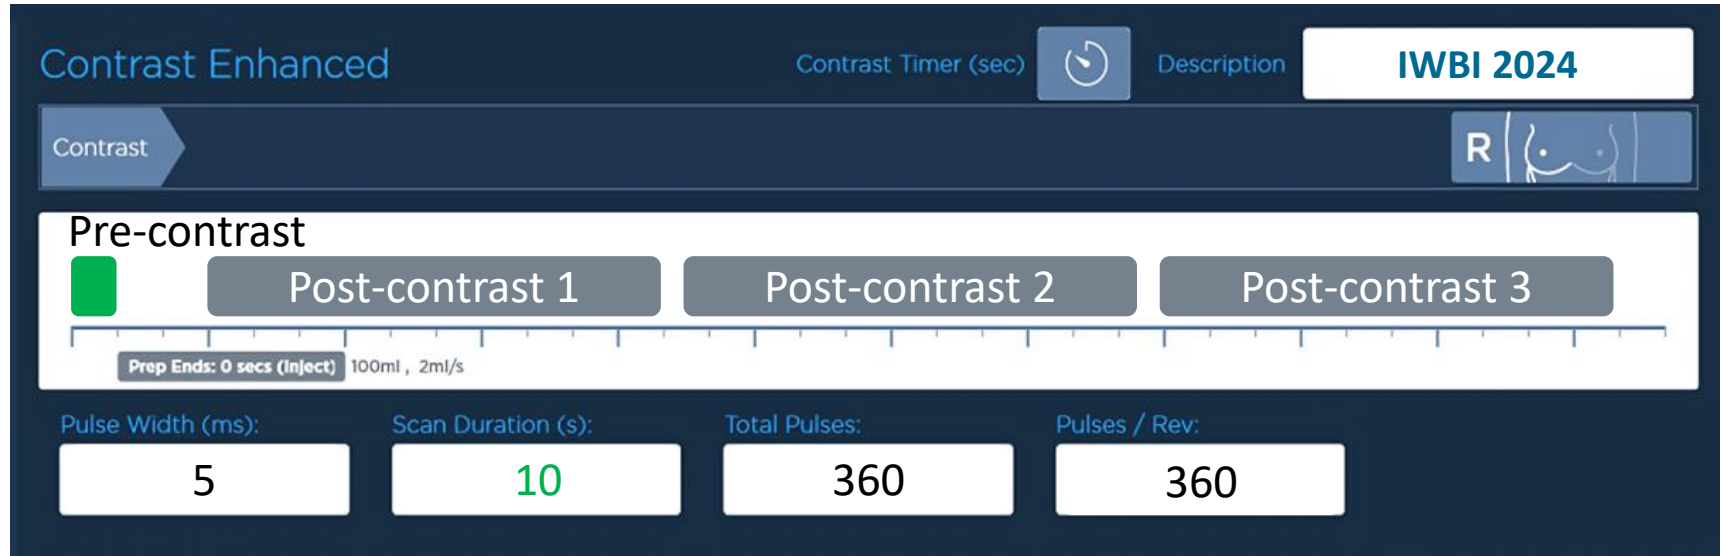 Contrast Enhanced
Contrast Timer (sec)
Description
IWBI 2024
Contrast
R
Pre-contrast
Post-contrast 1
Post-contrast 2
Post-contrast 3
Prep Ends: 0 secs (Inject) 100ml , 2ml/s
Pulse Width (ms):
Scan Duration (s):
Total Pulses:
Pulses / Rev:
5
10
360
360